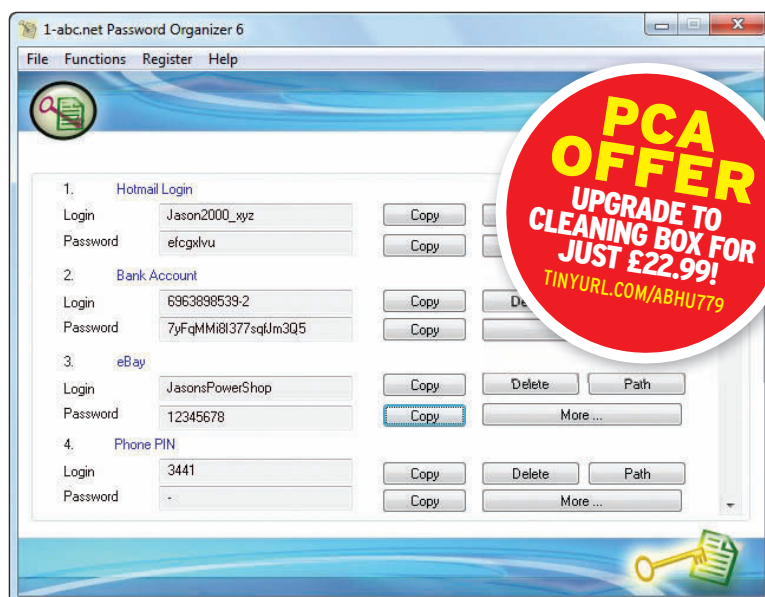 1-abc.net Password Organizer 6
File Functions Register Help
PCA
OFFER
UPGRADE TO
CLEANING BOX FOR
JUST £22.99!
TINYURL.COM/ABHU779
1. Hotmail Login
Login Jason2000_xyz Copy
Password efcgxlvu Copy
2. Bank Account
Login 6963898539-2 Copy
Password Copy
3. eBay
Login JasonsPowerShop Copy Delete Path
Password 12345678 Copy More ...
4. Phone PIN
Login 3441 Copy Delete Path
Password - Copy More ...